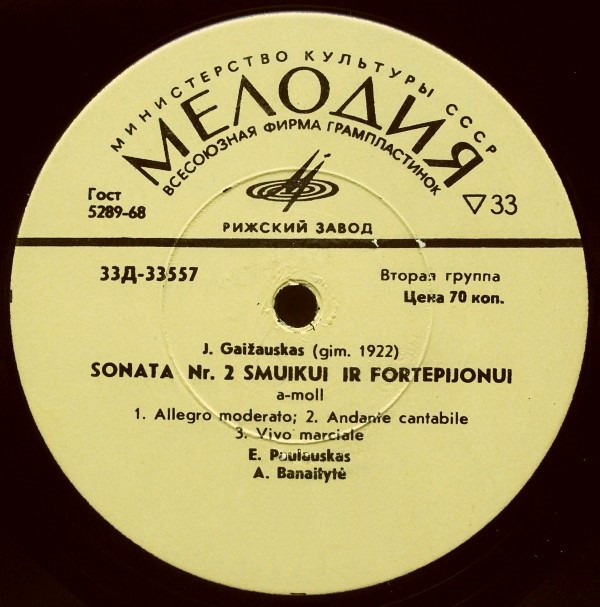 МИНИСТЕРСТВО КУЛЬТУРЫ СССР
МЕЛОДИЯ
ВСЕСОЮЗНАЯ ФИРМА ГРАМПЛАСТИНОК
Гост
5289-68
▽33
РИЖСКИЙ ЗАВОД
33Д-33557
Вторая группа
Цена 70 коп.
J. Gaižauskas (gim. 1922)
SONATA Nr. 2 SMUIKUI IR FORTEPIJONUI
a-moll
1. Allegro moderato; 2. Andante cantabile
3. Vivo marciale
E. Paulauskas
A. Banaitytė